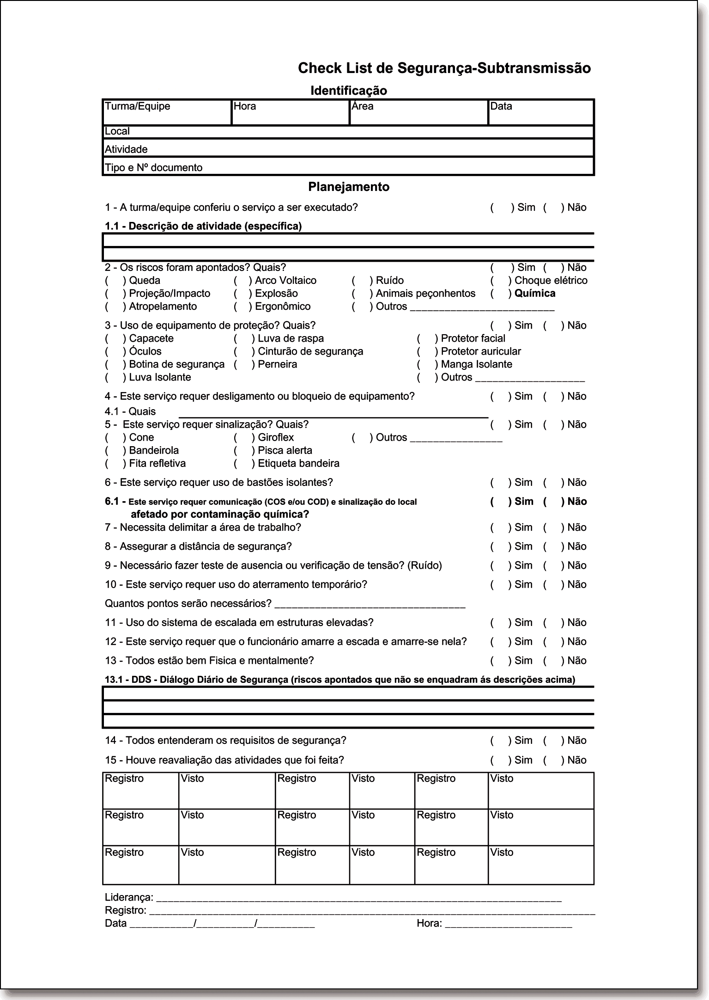 Check List de Segurança-Subtransmissão
Identificação
Turma/Equipe Hora Área Data
Local
Atividade
Tipo e Nº documento
Planejamento
1 - A turma/equipe conferiu o serviço a ser executado? ( ) Sim ( ) Não
1.1 - Descrição de atividade (específica)
2 - Os riscos foram apontados? Quais? ( ) Sim ( ) Não
( ) Queda ( ) Arco Voltaico ( ) Ruído ( ) Choque elétrico
( ) Projeção/Impacto ( ) Explosão ( ) Animais peçonhentos ( ) Química
( ) Atropelamento ( ) Ergonômico ( ) Outros _________________________
3 - Uso de equipamento de proteção? Quais? ( ) Sim ( ) Não
( ) Capacete ( ) Luva de raspa ( ) Protetor facial
( ) Óculos ( ) Cinturão de segurança ( ) Protetor auricular
( ) Botina de segurança ( ) Perneira ( ) Manga Isolante
( ) Luva Isolante ( ) Outros ___________________
4 - Este serviço requer desligamento ou bloqueio de equipamento? ( ) Sim ( ) Não
4.1 - Quais
5 - Este serviço requer sinalização? Quais? ( ) Sim ( ) Não
( ) Cone ( ) Giroflex ( ) Outros ________________
( ) Bandeirola ( ) Pisca alerta
( ) Fita refletiva ( ) Etiqueta bandeira
6 - Este serviço requer uso de bastões isolantes? ( ) Sim ( ) Não
6.1 - Este serviço requer comunicação (COS e/ou COD) e sinalização do local ( ) Sim ( ) Não
afetado por contaminação química?
7 - Necessita delimitar a área de trabalho? ( ) Sim ( ) Não
8 - Assegurar a distância de segurança? ( ) Sim ( ) Não
9 - Necessário fazer teste de ausencia ou verificação de tensão? (Ruído) ( ) Sim ( ) Não
10 - Este serviço requer uso do aterramento temporário? ( ) Sim ( ) Não
Quantos pontos serão necessários? _________________________________
11 - Uso do sistema de escalada em estruturas elevadas? ( ) Sim ( ) Não
12 - Este serviço requer que o funcionário amarre a escada e amarre-se nela? ( ) Sim ( ) Não
13 - Todos estão bem Fisica e mentalmente? ( ) Sim ( ) Não
13.1 - DDS - Diálogo Diário de Segurança (riscos apontados que não se enquadram ás descrições acima)
14 - Todos entenderam os requisitos de segurança? ( ) Sim ( ) Não
15 - Houve reavaliação das atividades que foi feita? ( ) Sim ( ) Não
Registro Visto Registro Visto Registro Visto
Registro Visto Registro Visto Registro Visto
Registro Visto Registro Visto Registro Visto
Liderança: ______________________________________________________________________
Registro: _____________________________________________________________________________
Data ___________/__________/__________ Hora: ______________________